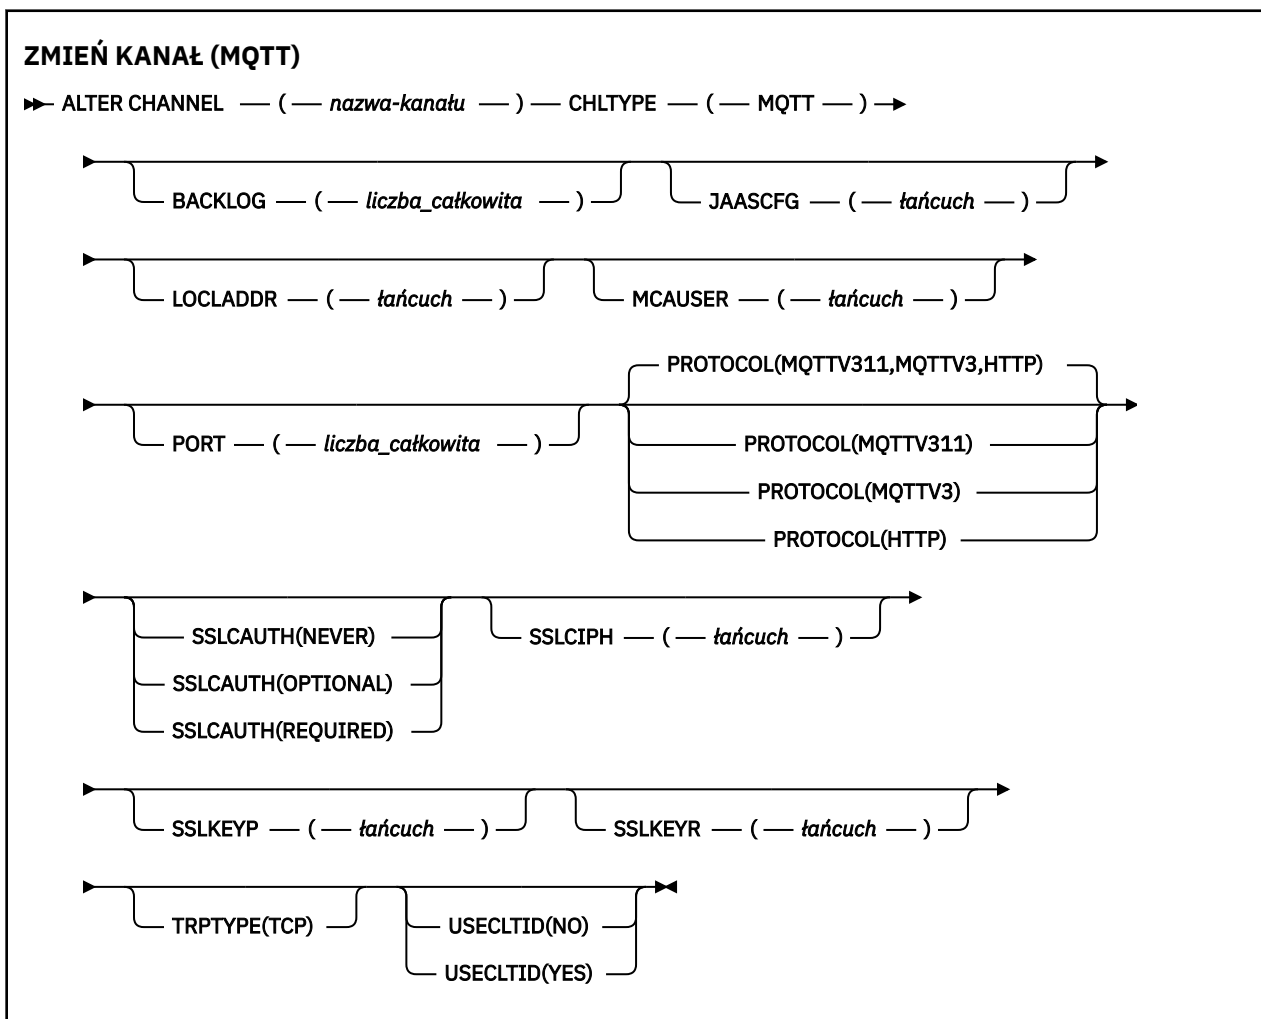 ZMIEŃ KANAŁ (MQTT)
ALTER CHANNEL ( nazwa-kanału ) CHLTYPE ( MQTT )
BACKLOG ( liczba_całkowita ) JAASCFG ( łańcuch )
LOCLADDR ( łańcuch ) MCAUSER ( łańcuch )
PROTOCOL(MQTTV311,MQTTV3,HTTP)
PORT ( liczba_całkowita ) PROTOCOL(MQTTV311)
PROTOCOL(MQTTV3)
PROTOCOL(HTTP)
SSLCAUTH(NEVER) SSLCIPH ( łańcuch )
SSLCAUTH(OPTIONAL)
SSLCAUTH(REQUIRED)
SSLKEYP ( łańcuch ) SSLKEYR ( łańcuch )
TRPTYPE(TCP) USECLTID(NO)
USECLTID(YES)